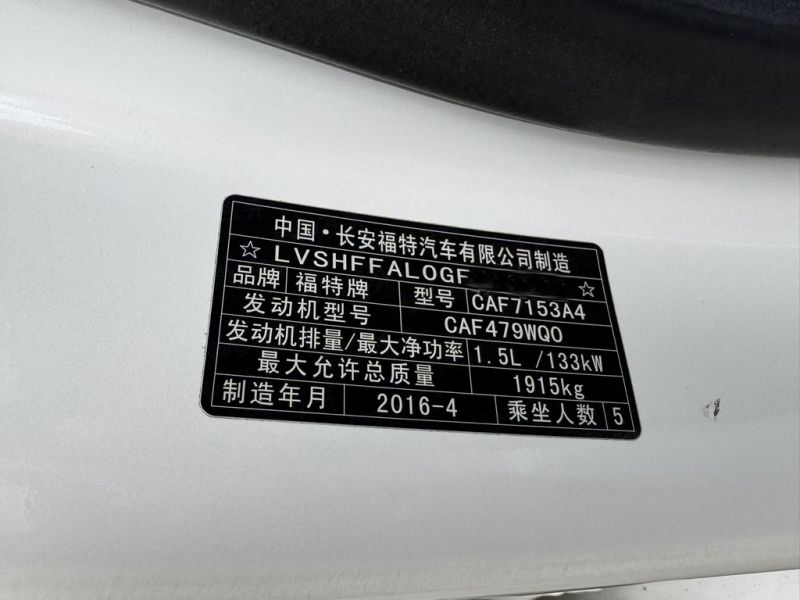 中国·长安福特汽车有限公司制造
☆ LVSHFFAL0GF ☆
品牌 福特牌 型号 CAF7153A4
发动机型号 CAF479WQ0
发动机排量/最大净功率 1.5L /133kW
最大允许总质量 1915kg
制造年月 2016-4 乘坐人数 5